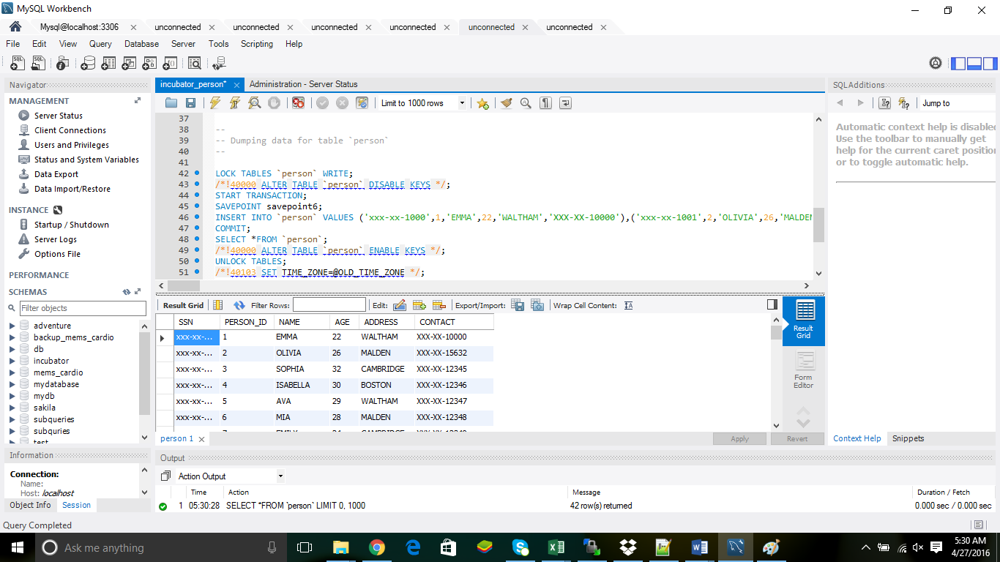 MySQL Workbench
Mysql@localhost:3306 unconnected unconnected unconnected unconnected unconnected unconnected
File Edit View Query Database Server Tools Scripting Help
Navigator
MANAGEMENT
Server Status
Client Connections
Users and Privileges
Status and System Variables
Data Export
Data Import/Restore
INSTANCE
Startup / Shutdown
Server Logs
Options File
PERFORMANCE
SCHEMAS
Filter objects
adventure
backup_mems_cardio
db
incubator
mems_cardio
mydatabase
mydb
sakila
subqueries
subquries
test
Information
Connection:
Name:
Host: localhost
Object Info Session
Query Completed
incubator_person* Administration - Server Status
Limit to 1000 rows
37
38 --
39 -- Dumping data for table `person`
40 --
41
42 LOCK TABLES `person` WRITE;
43 /*!40000 ALTER TABLE `person` DISABLE KEYS */;
44 START TRANSACTION;
45 SAVEPOINT savepoint6;
46 INSERT INTO `person` VALUES ('xxx-xx-1000',1,'EMMA',22,'WALTHAM','XXX-XX-10000'),('xxx-xx-1001',2,'OLIVIA',26,'MALDEN
47 COMMIT;
48 SELECT *FROM `person`;
49 /*!40000 ALTER TABLE `person` ENABLE KEYS */;
50 UNLOCK TABLES;
51 /*!40103 SET TIME_ZONE=@OLD_TIME_ZONE */;
Result Grid Filter Rows: Edit: Export/Import: Wrap Cell Content:
SSN PERSON_ID NAME AGE ADDRESS CONTACT
xxx-xx-... 1 EMMA 22 WALTHAM XXX-XX-10000
xxx-xx-... 2 OLIVIA 26 MALDEN XXX-XX-15632
xxx-xx-... 3 SOPHIA 32 CAMBRIDGE XXX-XX-12345
xxx-xx-... 4 ISABELLA 30 BOSTON XXX-XX-12346
xxx-xx-... 5 AVA 29 WALTHAM XXX-XX-12347
xxx-xx-... 6 MIA 28 MALDEN XXX-XX-12348
Result Grid
Form Editor
person 1 Apply Revert
SQLAdditions
Jump to
Automatic context help is disabled
Use the toolbar to manually get
help for the current caret position
or to toggle automatic help.
Context Help Snippets
Output
Action Output
Time Action Message Duration / Fetch
1 05:30:28 SELECT *FROM `person` LIMIT 0, 1000 42 row(s) returned 0.000 sec / 0.000 sec
Ask me anything
5:30 AM
4/27/2016